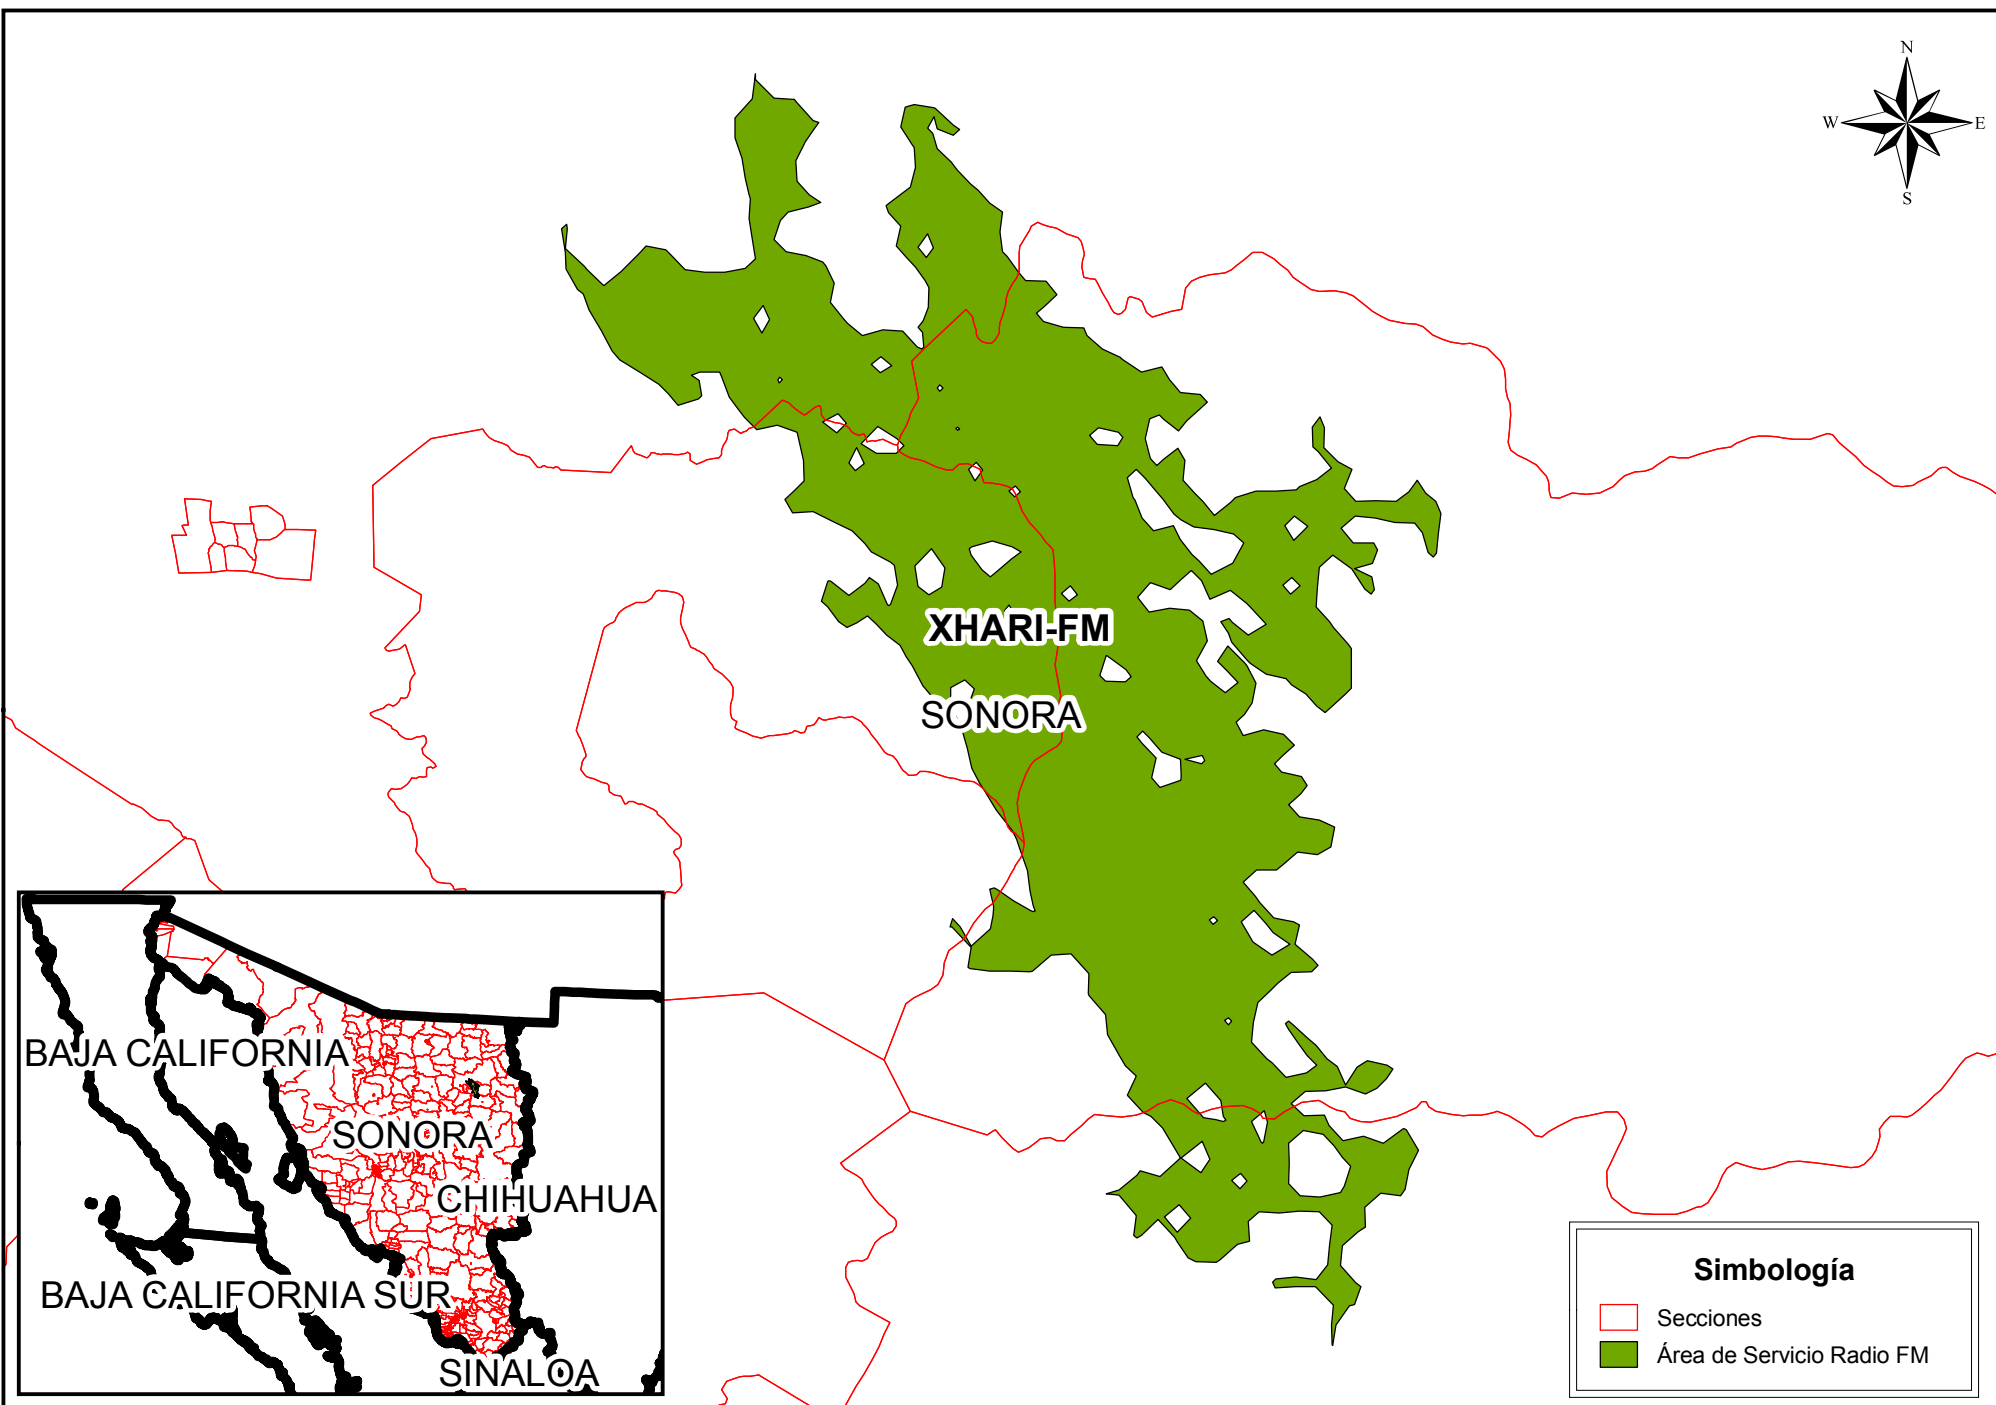 N
W E
S
XHARI-FM
SONORA
BAJA CALIFORNIA
SONORA
CHIHUAHUA
BAJA CALIFORNIA SUR
SINALOA
Simbología
Secciones
Área de Servicio Radio FM